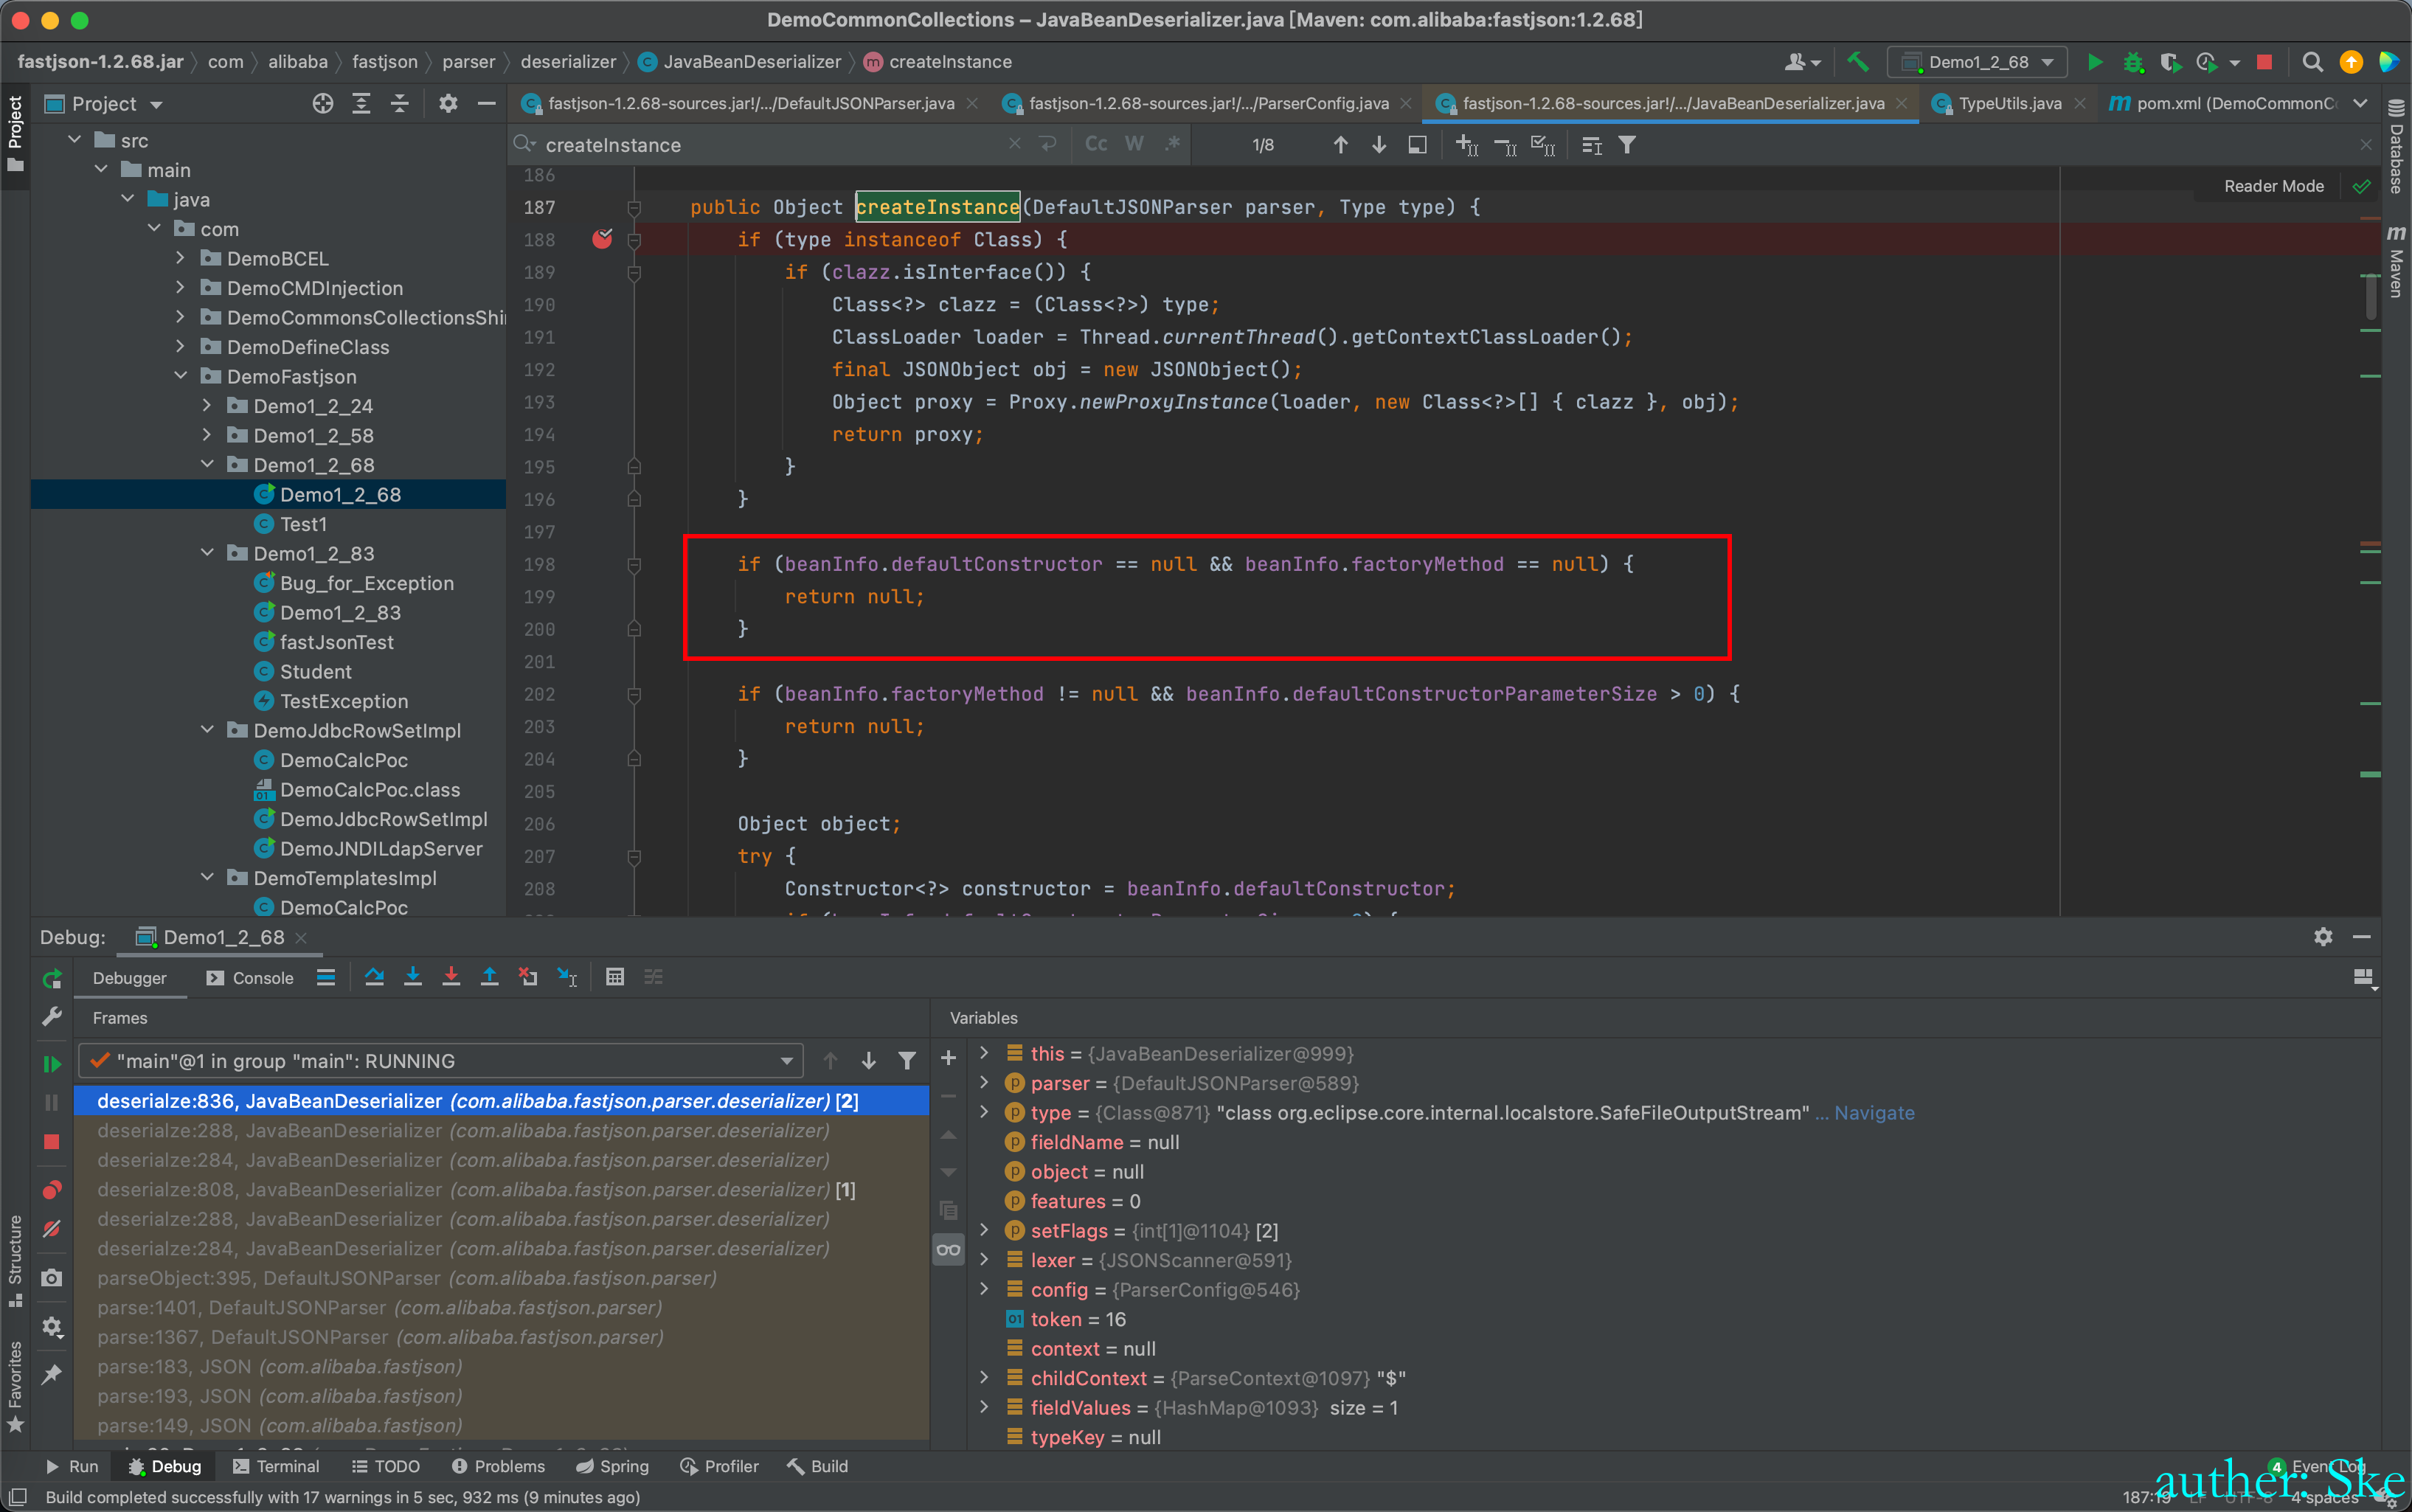 DemoCommonCollections – JavaBeanDeserializer.java [Maven: com.alibaba:fastjson:1.2.68]
fastjson-1.2.68.jar com alibaba fastjson parser deserializer JavaBeanDeserializer createInstance Demo1_2_68
Project
fastjson-1.2.68-sources.jar!/.../DefaultJSONParser.java fastjson-1.2.68-sources.jar!/.../ParserConfig.java fastjson-1.2.68-sources.jar!/.../JavaBeanDeserializer.java TypeUtils.java pom.xml (DemoCommonC
createInstance Cc W .* 1/8
Reader Mode
Project
Structure
Favorites
Database
Maven
src
main
java
com
DemoBCEL
DemoCMDInjection
DemoCommonsCollectionsShi
DemoDefineClass
DemoFastjson
Demo1_2_24
Demo1_2_58
Demo1_2_68
Demo1_2_68
Test1
Demo1_2_83
Bug_for_Exception
Demo1_2_83
fastJsonTest
Student
TestException
DemoJdbcRowSetImpl
DemoCalcPoc
DemoCalcPoc.class
DemoJdbcRowSetImpl
DemoJNDILdapServer
DemoTemplatesImpl
DemoCalcPoc
186
187 public Object createInstance(DefaultJSONParser parser, Type type) {
188 if (type instanceof Class) {
189 if (clazz.isInterface()) {
190 Class<?> clazz = (Class<?>) type;
191 ClassLoader loader = Thread.currentThread().getContextClassLoader();
192 final JSONObject obj = new JSONObject();
193 Object proxy = Proxy.newProxyInstance(loader, new Class<?>[] { clazz }, obj);
194 return proxy;
195 }
196 }
197
198 if (beanInfo.defaultConstructor == null && beanInfo.factoryMethod == null) {
199 return null;
200 }
201
202 if (beanInfo.factoryMethod != null && beanInfo.defaultConstructorParameterSize > 0) {
203 return null;
204 }
205
206 Object object;
207 try {
208 Constructor<?> constructor = beanInfo.defaultConstructor;
Debug: Demo1_2_68
Debugger Console
Frames
"main"@1 in group "main": RUNNING
deserialze:836, JavaBeanDeserializer (com.alibaba.fastjson.parser.deserializer) [2]
deserialze:288, JavaBeanDeserializer (com.alibaba.fastjson.parser.deserializer)
deserialze:284, JavaBeanDeserializer (com.alibaba.fastjson.parser.deserializer)
deserialze:808, JavaBeanDeserializer (com.alibaba.fastjson.parser.deserializer) [1]
deserialze:288, JavaBeanDeserializer (com.alibaba.fastjson.parser.deserializer)
deserialze:284, JavaBeanDeserializer (com.alibaba.fastjson.parser.deserializer)
parseObject:395, DefaultJSONParser (com.alibaba.fastjson.parser)
parse:1401, DefaultJSONParser (com.alibaba.fastjson.parser)
parse:1367, DefaultJSONParser (com.alibaba.fastjson.parser)
parse:183, JSON (com.alibaba.fastjson)
parse:193, JSON (com.alibaba.fastjson)
parse:149, JSON (com.alibaba.fastjson)
Variables
this = {JavaBeanDeserializer@999}
parser = {DefaultJSONParser@589}
type = {Class@871} "class org.eclipse.core.internal.localstore.SafeFileOutputStream" ... Navigate
fieldName = null
object = null
features = 0
setFlags = {int[1]@1104} [2]
lexer = {JSONScanner@591}
config = {ParserConfig@546}
token = 16
context = null
childContext = {ParseContext@1097} "$"
fieldValues = {HashMap@1093} size = 1
typeKey = null
Run Debug Terminal TODO Problems Spring Profiler Build 4 Event Log
Build completed successfully with 17 warnings in 5 sec, 932 ms (9 minutes ago) 187:19 LF UTF-8 4 spaces
auther: Ske